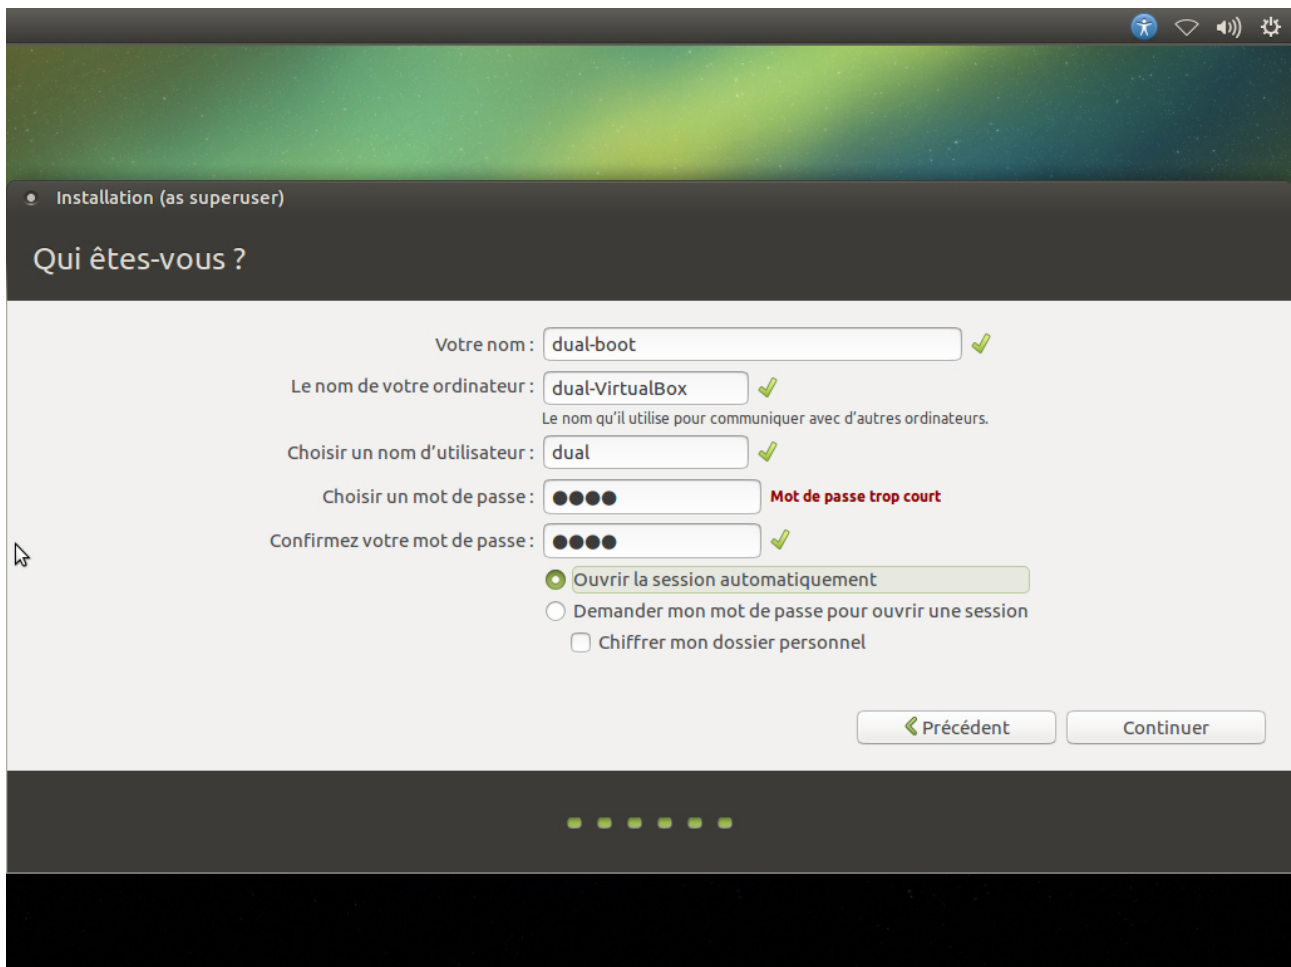 Installation (as superuser)
Qui êtes-vous ?
Votre nom : dual-boot
Le nom de votre ordinateur : dual-VirtualBox
Le nom qu’il utilise pour communiquer avec d’autres ordinateurs.
Choisir un nom d’utilisateur : dual
Choisir un mot de passe : ●●●● Mot de passe trop court
Confirmez votre mot de passe : ●●●●
Ouvrir la session automatiquement
Demander mon mot de passe pour ouvrir une session
Chiffrer mon dossier personnel
Précédent Continuer